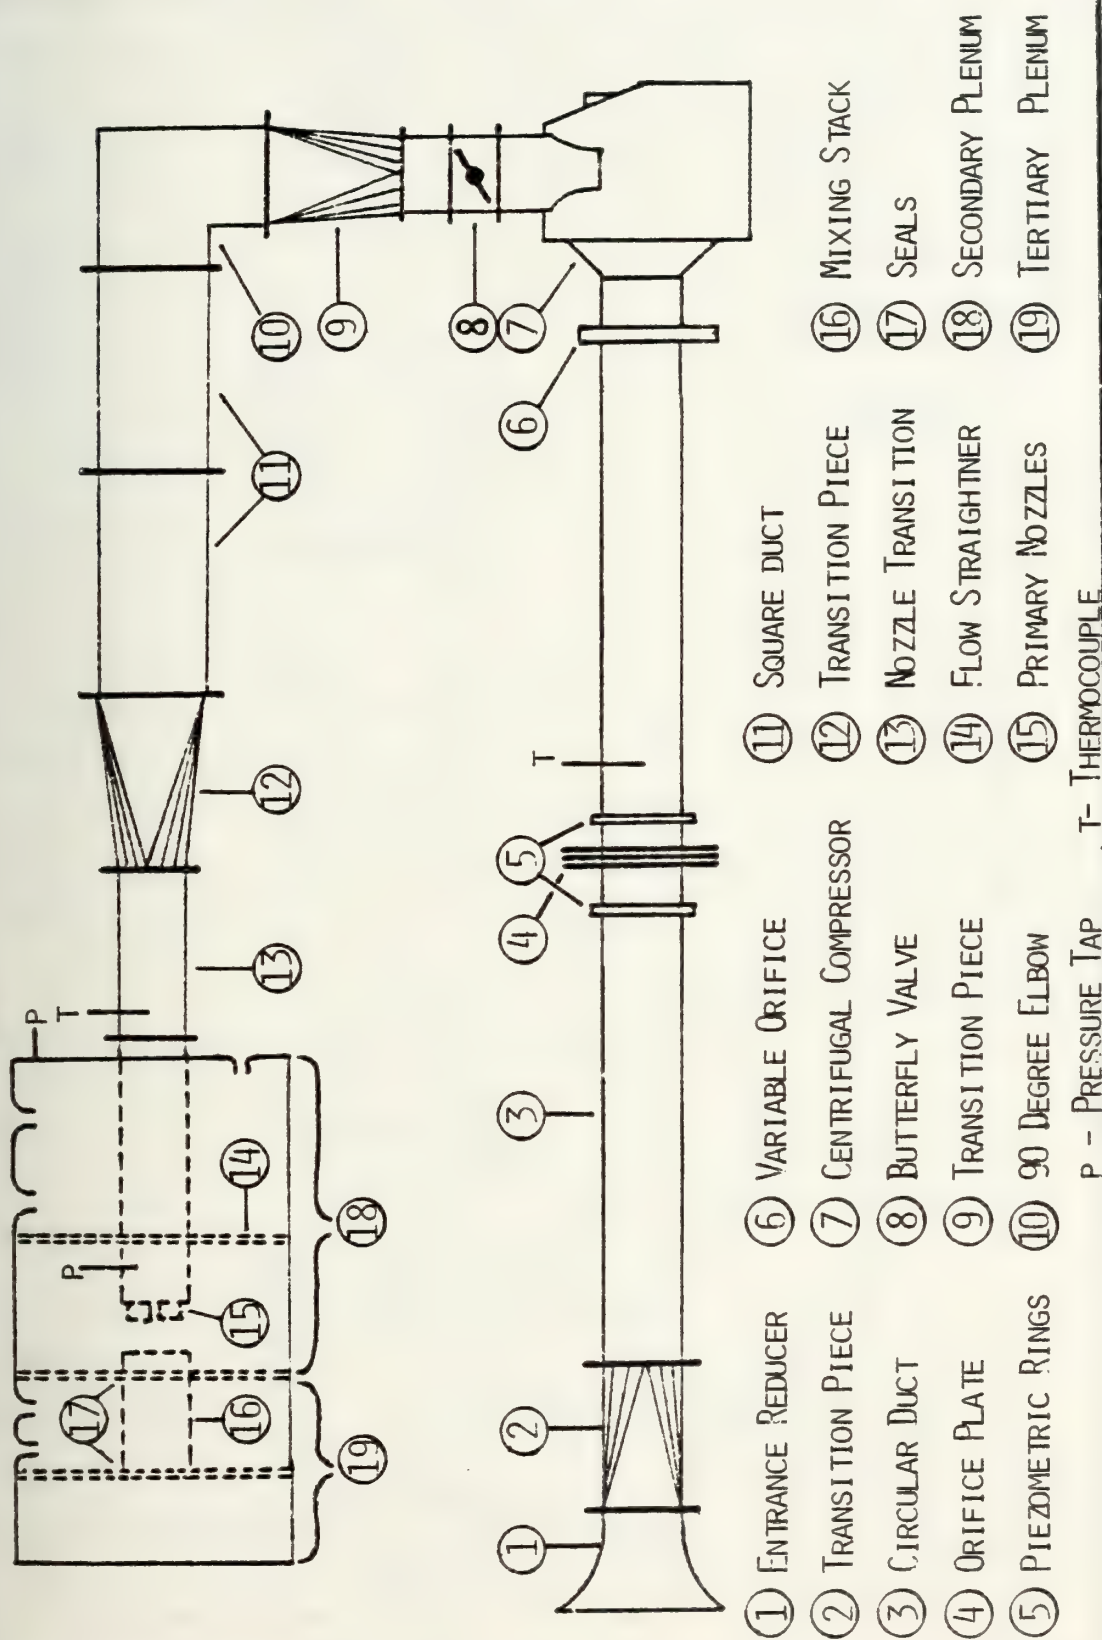 P
T
P
17
16
15
14
13
12
11
10
9
19
18
8
1
2
3
4
5
6
7
T
1 ENTRANCE REDUCER
2 TRANSITION PIECE
3 CIRCULAR DUCT
4 ORIFICE PLATE
5 PIEZOMETRIC RINGS
6 VARIABLE ORIFICE
7 CENTRIFUGAL COMPRESSOR
8 BUTTERFLY VALVE
9 TRANSITION PIECE
10 90 DEGREE ELBOW
11 SQUARE DUCT
12 TRANSITION PIECE
13 NOZZLE TRANSITION
14 FLOW STRAIGHTNER
15 PRIMARY NOZZLES
16 MIXING STACK
17 SEALS
18 SECONDARY PLENUM
19 TERTIARY PLENUM
P - PRESSURE TAP , T- THERMOCOUPLE